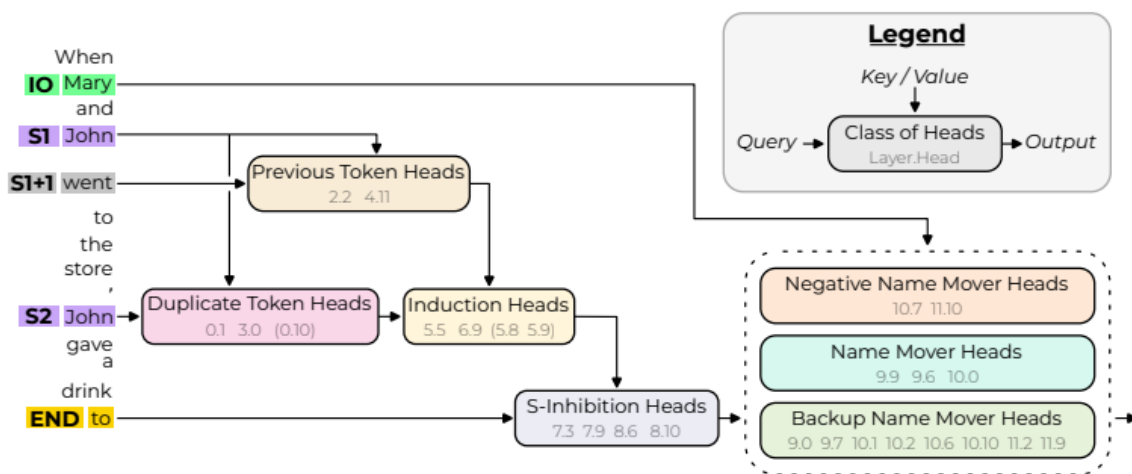 When
IO Mary
and
S1 John
S1+1 went
to
the
store
,
S2 John
gave
a
drink
END to
Previous Token Heads
2.2 4.11
Duplicate Token Heads
0.1 3.0 (0.10)
Induction Heads
5.5 6.9 (5.8 5.9)
S-Inhibition Heads
7.3 7.9 8.6 8.10
Legend
Key / Value
Query
Class of Heads
Layer.Head
Output
Negative Name Mover Heads
10.7 11.10
Name Mover Heads
9.9 9.6 10.0
Backup Name Mover Heads
9.0 9.7 10.1 10.2 10.6 10.10 11.2 11.9